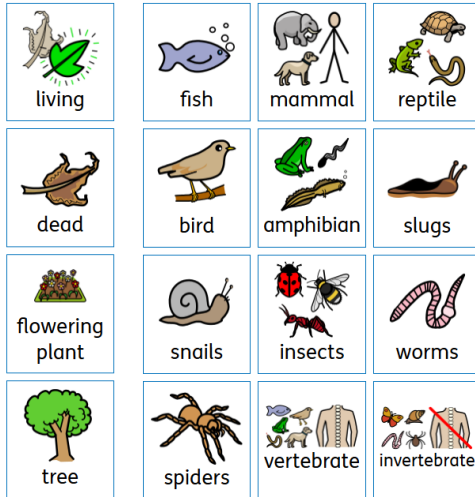 living
fish
mammal
reptile
dead
bird
amphibian
slugs
flowering
plant
snails
insects
worms
tree
spiders
vertebrate
invertebrate